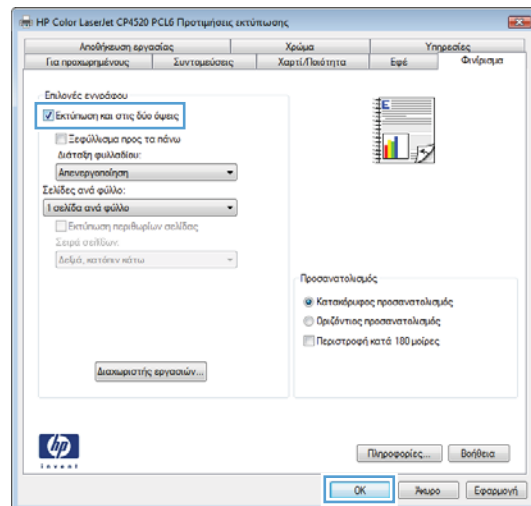 HP Color LaserJet CP4520 PCL6 Προτιμήσεις εκτύπωσης
Αποθήκευση εργασίας Χρώμα Υπηρεσίες
Για προχωρημένους Συντομεύσεις Χαρτί/Ποιότητα Εφέ Φινίρισμα
Επιλογές εγγράφου
Εκτύπωση και στις δύο όψεις
Ξεφύλλισμα προς τα πάνω
Διάταξη φυλλαδίου:
Απενεργοποίηση
Σελίδες ανά φύλλο:
1 σελίδα ανά φύλλο
Εκτύπωση περιθωρίων σελίδας
Σειρά σελίδων:
Δεξιά, κατόπιν κάτω
Προσανατολισμός
Κατακόρυφος προσανατολισμός
Οριζόντιος προσανατολισμός
Περιστροφή κατά 180 μοίρες
Διαχωριστής εργασιών...
hp
invent
Πληροφορίες... Βοήθεια
OK Άκυρο Εφαρμογή